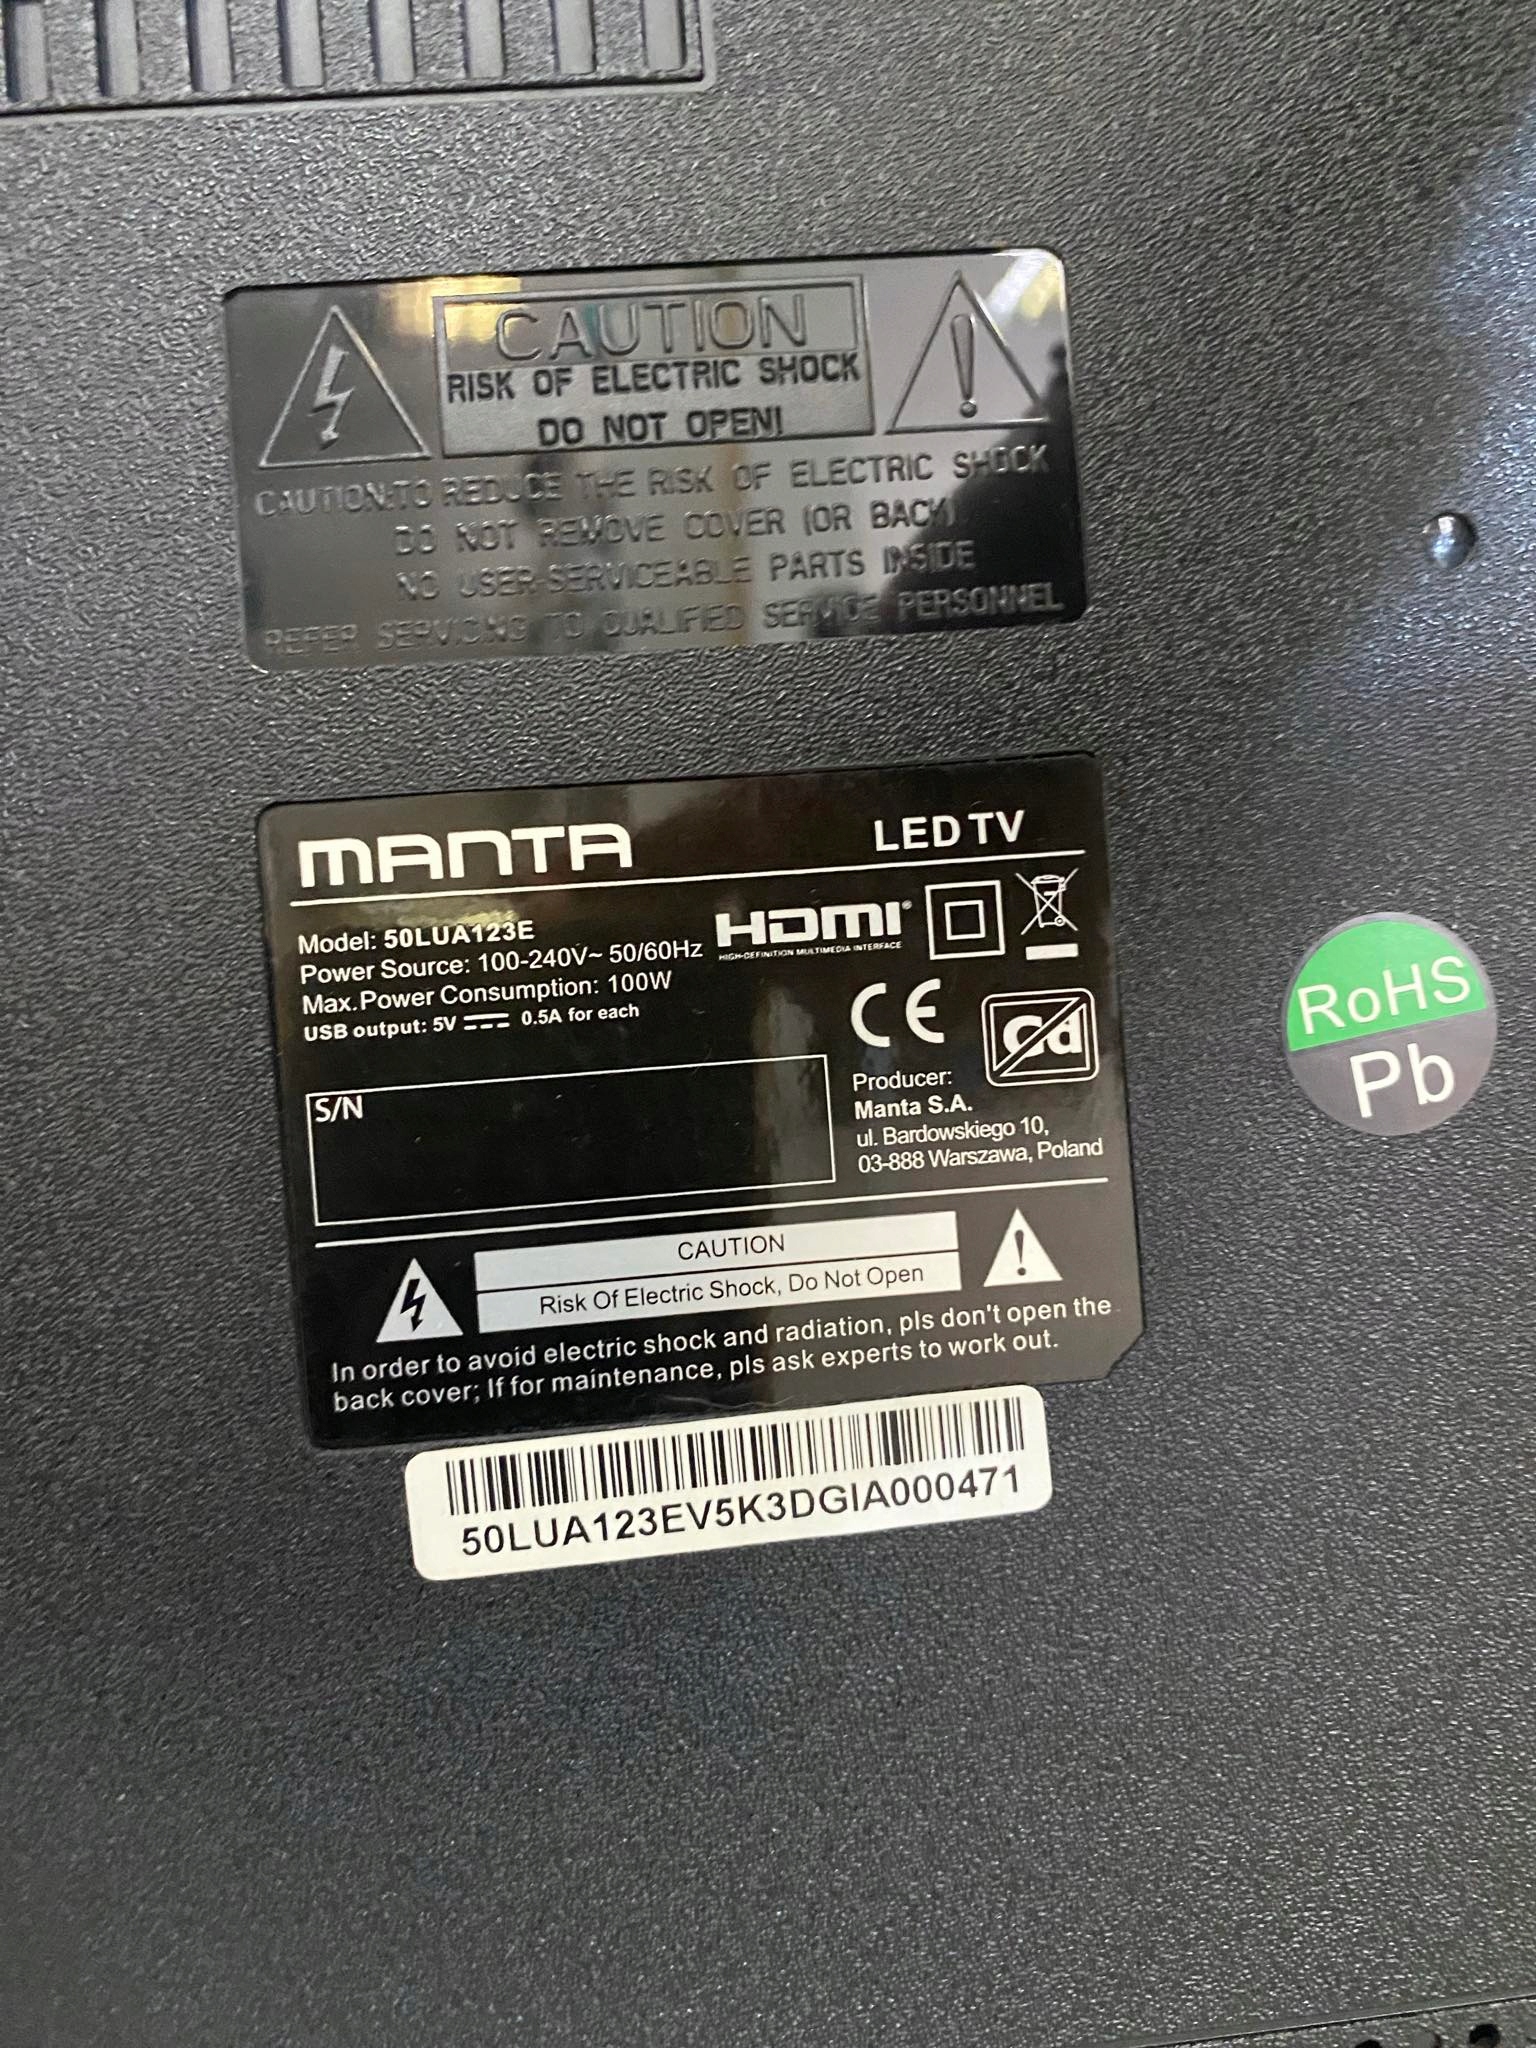 CAUTION
RISK OF ELECTRIC SHOCK
DO NOT OPEN!
CAUTION:TO REDUCE THE RISK OF ELECTRIC SHOCK
DO NOT REMOVE COVER (OR BACK)
NO USER-SERVICEABLE PARTS INSIDE
REFER SERVICING TO QUALIFIED SERVICE PERSONNEL
MANTA
LED TV
Model: 50LUA123E
Power Source: 100-240V~ 50/60Hz
Max.Power Consumption: 100W
USB output: 5V ⎓ 0.5A for each
HDMI®
HIGH-DEFINITION MULTIMEDIA INTERFACE
CE
Cd
S/N
Producer:
Manta S.A.
ul. Bardowskiego 10,
03-888 Warszawa, Poland
RoHS
Pb
CAUTION
Risk Of Electric Shock, Do Not Open
In order to avoid electric shock and radiation, pls don't open the
back cover; If for maintenance, pls ask experts to work out.
50LUA123EV5K3DGIA000471